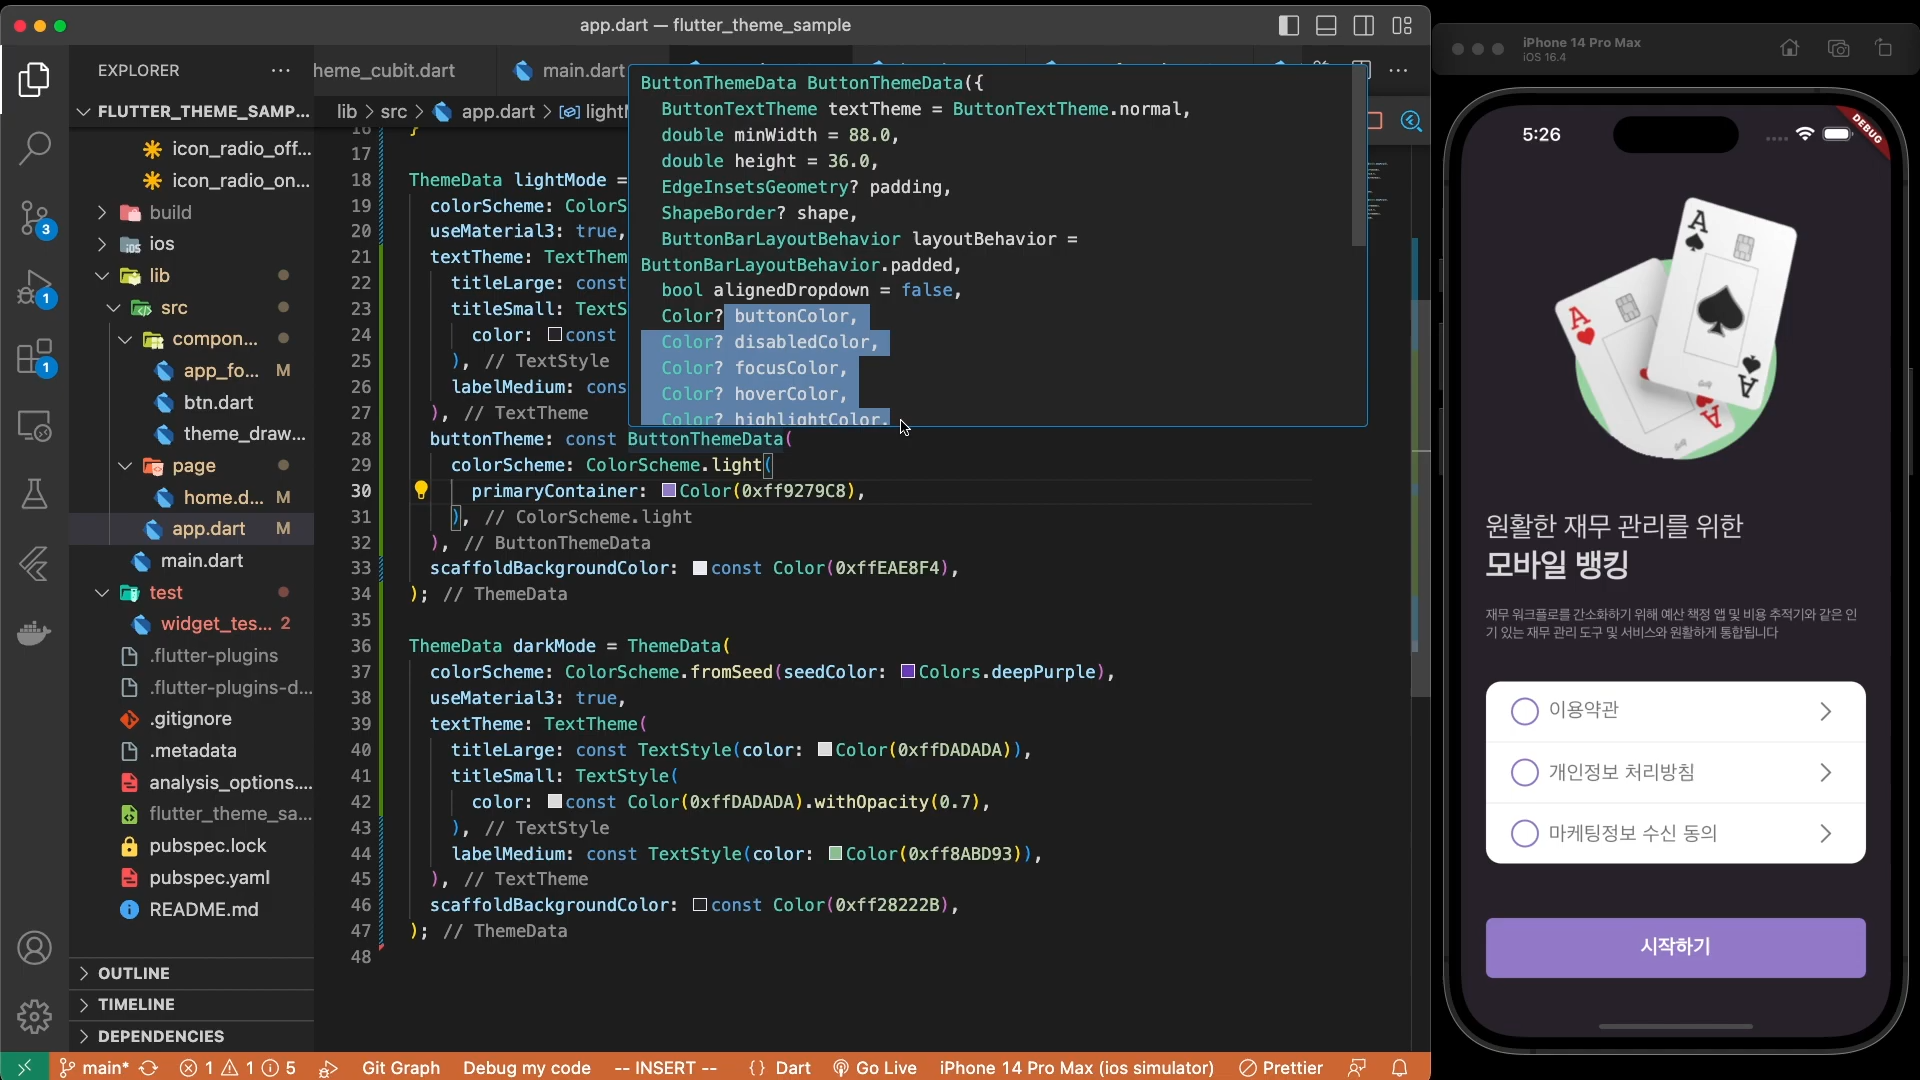 app.dart — flutter_theme_sample
EXPLORER
heme_cubit.dart
main.dart
FLUTTER_THEME_SAMP...
lib > src > app.dart >
icon_radio_off...
icon_radio_on...
build
ios
lib
src
compon...
app_fo... M
btn.dart
theme_draw...
page
home.d... M
app.dart M
main.dart
test
widget_tes... 2
.flutter-plugins
.flutter-plugins-d...
.gitignore
.metadata
analysis_options....
flutter_theme_sa...
pubspec.lock
pubspec.yaml
README.md
OUTLINE
TIMELINE
DEPENDENCIES
ButtonThemeData ButtonThemeData({
ButtonTextTheme textTheme = ButtonTextTheme.normal,
double minWidth = 88.0,
double height = 36.0,
EdgeInsetsGeometry? padding,
ShapeBorder? shape,
ButtonBarLayoutBehavior layoutBehavior =
ButtonBarLayoutBehavior.padded,
bool alignedDropdown = false,
Color? buttonColor,
Color? disabledColor,
Color? focusColor,
Color? hoverColor,
Color? highlightColor,
16 }
17
18 ThemeData lightMode =
19 colorScheme: ColorS
20 useMaterial3: true,
21 textTheme: TextThem
22 titleLarge: const
23 titleSmall: TextS
24 color: const
25 ), // TextStyle
26 labelMedium: cons
27 ), // TextTheme
28 buttonTheme: const ButtonThemeData(
29 colorScheme: ColorScheme.light(
30 primaryContainer: Color(0xff9279C8),
31 ), // ColorScheme.light
32 ), // ButtonThemeData
33 scaffoldBackgroundColor: const Color(0xffEAE8F4),
34 ); // ThemeData
35
36 ThemeData darkMode = ThemeData(
37 colorScheme: ColorScheme.fromSeed(seedColor: Colors.deepPurple),
38 useMaterial3: true,
39 textTheme: TextTheme(
40 titleLarge: const TextStyle(color: Color(0xffDADADA)),
41 titleSmall: TextStyle(
42 color: const Color(0xffDADADA).withOpacity(0.7),
43 ), // TextStyle
44 labelMedium: const TextStyle(color: Color(0xff8ABD93)),
45 ), // TextTheme
46 scaffoldBackgroundColor: const Color(0xff28222B),
47 ); // ThemeData
48
3
1
1
main* 1 1 5 Git Graph Debug my code -- INSERT -- {} Dart Go Live iPhone 14 Pro Max (ios simulator) Prettier
iPhone 14 Pro Max
iOS 16.4
5:26
DEBUG
원활한 재무 관리를 위한
모바일 뱅킹
재무 워크플로를 간소화하기 위해 예산 책정 앱 및 비용 추적기와 같은 인
기 있는 재무 관리 도구 및 서비스와 원활하게 통합됩니다
이용약관
개인정보 처리방침
마케팅정보 수신 동의
시작하기